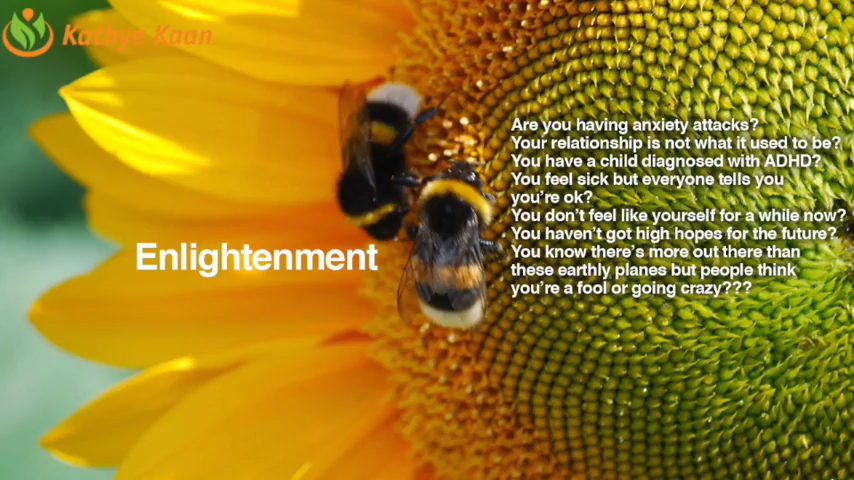 Kathye Kaan
Enlightenment
Are you having anxiety attacks?
Your relationship is not what it used to be?
You have a child diagnosed with ADHD?
You feel sick but everyone tells you
you're ok?
You don't feel like yourself for a while now?
You haven't got high hopes for the future?
You know there's more out there than
these earthly planes but people think
you're a fool or going crazy???